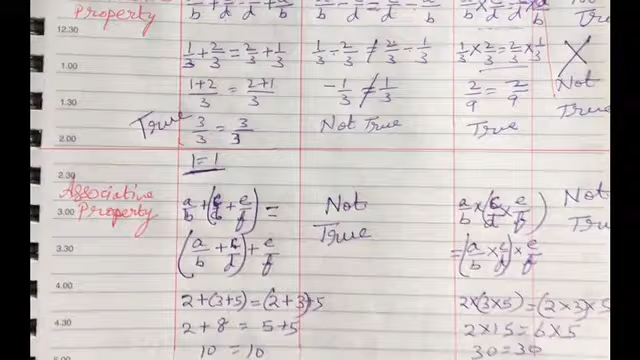 a/b + c/d = c/d + a/b
a/b - c/d = c/d - a/b
a/b × c/d = c/d × a/b
Property
Not
True
12.30
1/3 + 2/3 = 2/3 + 1/3
1/3 - 2/3 ≠ 2/3 - 1/3
1/3 × 2/3 = 2/3 × 1/3
1.00
1+2/3 = 2+1/3
-1/3 ≠ 1/3
2/9 = 2/9
Not
1.30
True
3/3 = 3/3
Not True
True
True
2.00
1 = 1
2.30
Associative
Property
3.00
a/b + (c/d + e/f) =
Not
True
a/b × (c/d × e/f)
Not
True
3.30
(a/b + c/d) + e/f
= (a/b × c/d) × e/f
4.00
2+(3+5) = (2+3)+5
2×(3×5) = (2×3)×5
4.30
2+8 = 5+5
2×15 = 6×5
10 = 10
30 = 30